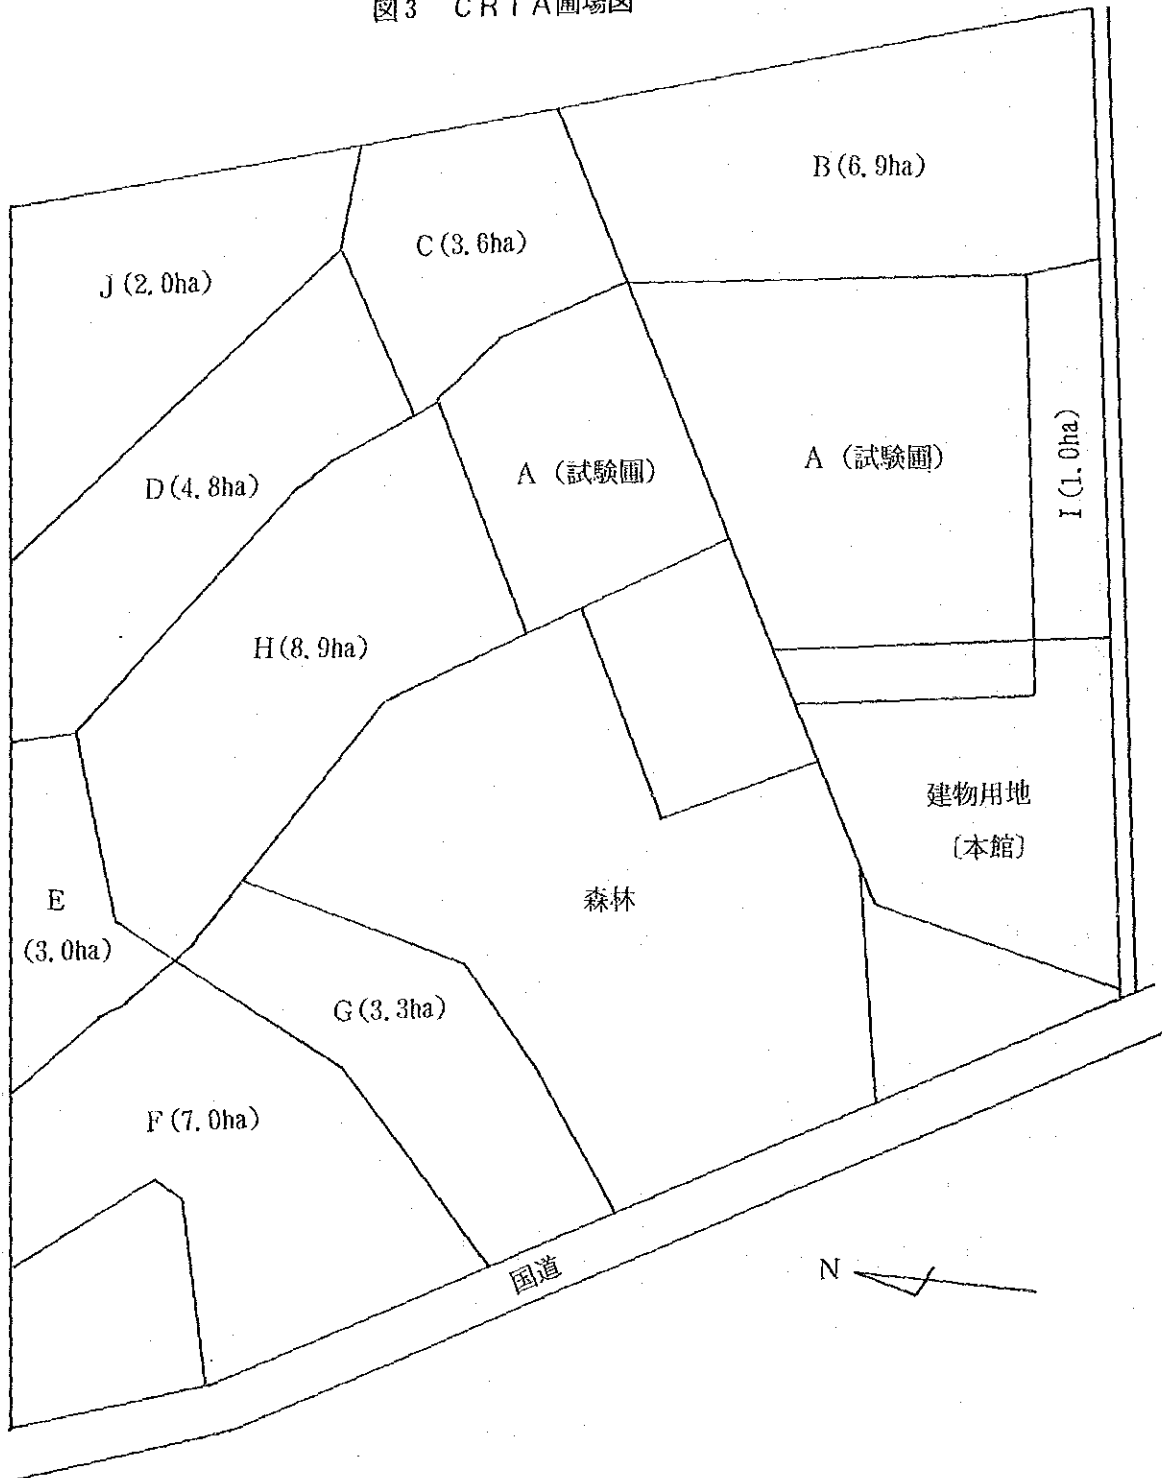 図3 CRIA圃場図
B(6.9ha)
C(3.6ha)
J(2.0ha)
A(試験圃)
A(試験圃)
I(1.0ha)
D(4.8ha)
H(8.9ha)
建物用地
〔本館〕
E
(3.0ha)
森林
G(3.3ha)
F(7.0ha)
国道
N